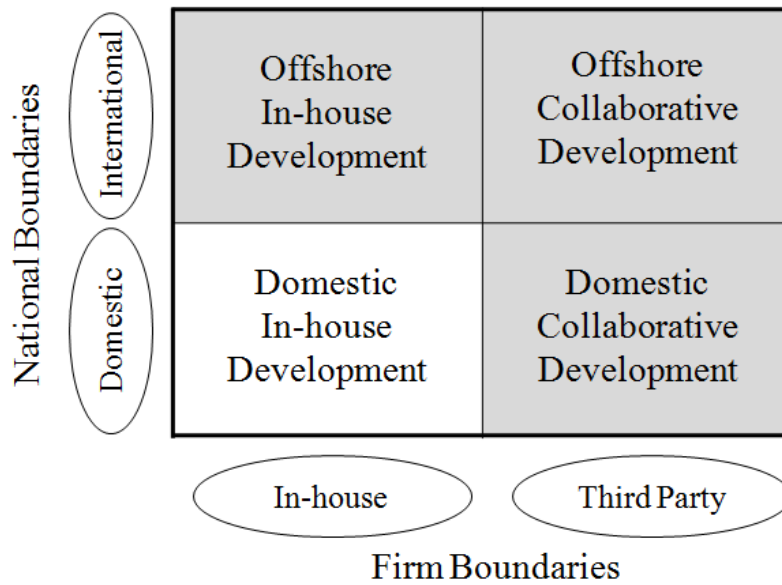 National Boundaries
International
Domestic
Offshore
In-house
Development
Offshore
Collaborative
Development
Domestic
In-house
Development
Domestic
Collaborative
Development
In-house
Third Party
Firm Boundaries